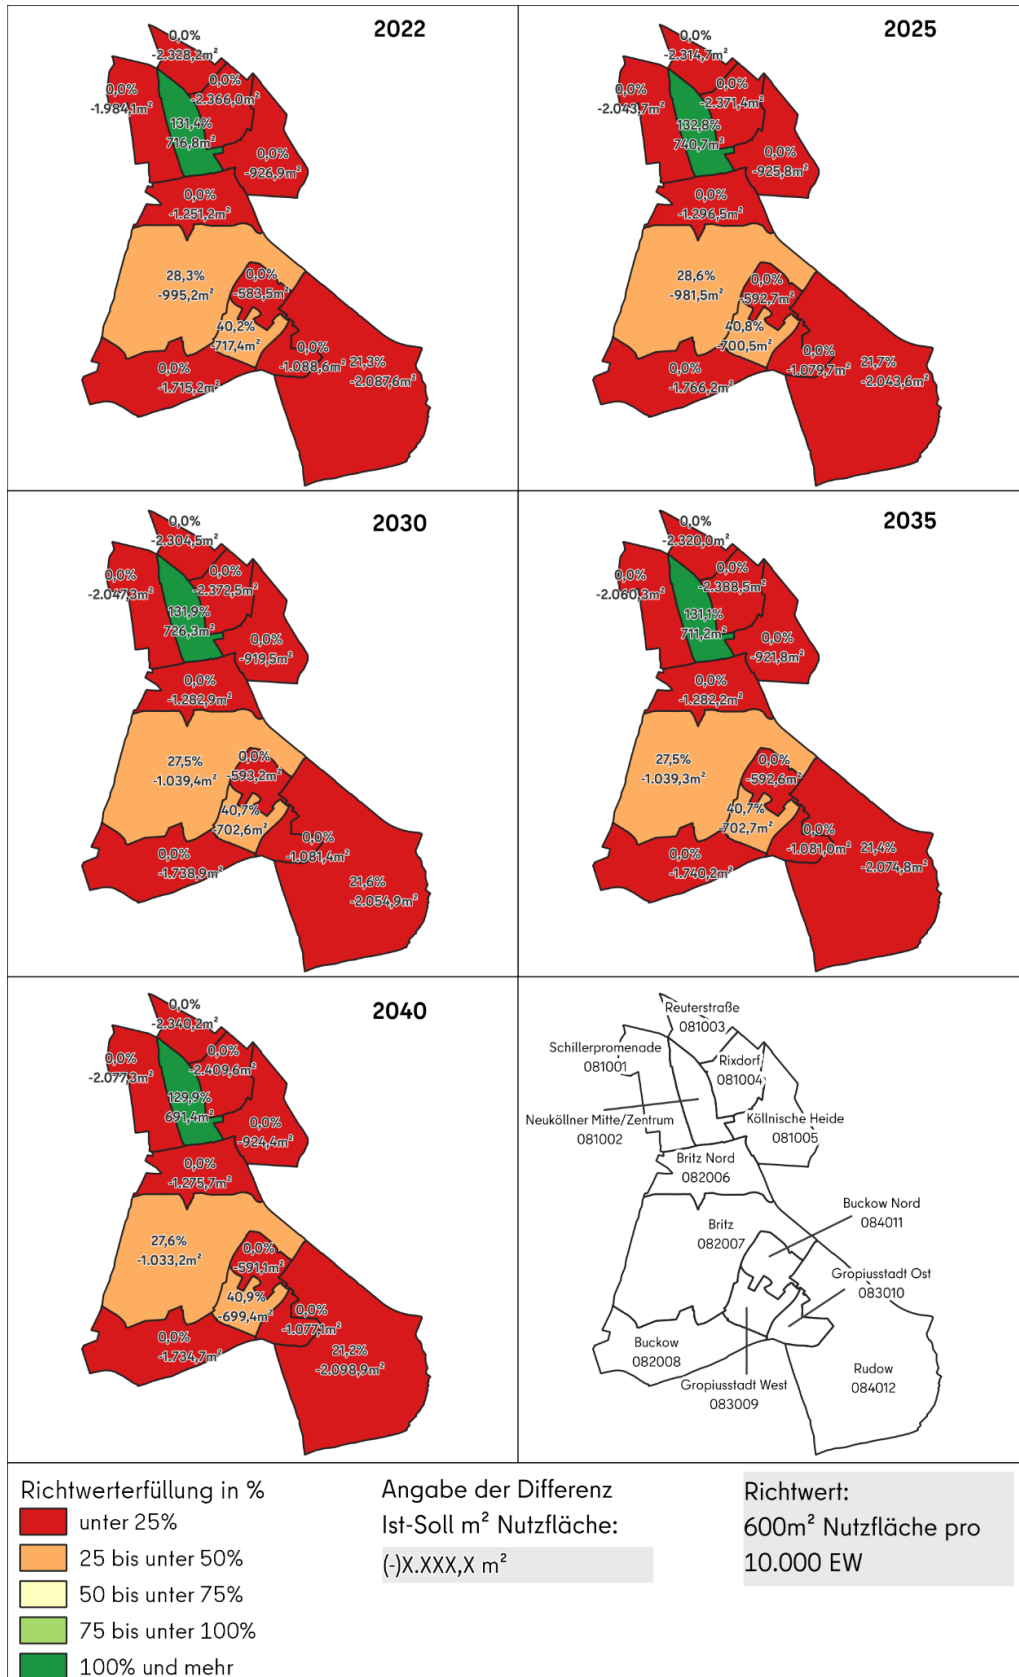 2022
0,0%
-2.328,2m²
0,0%
-2.366,0m²
0,0%
-1.984,1m²
131,4%
716,8m²
0,0%
-926,9m²
0,0%
-1.251,2m²
28,3%
-995,2m²
0,0%
-583,5m²
40,2%
-717,4m²
0,0%
-1.088,6m²
21,3%
-2.087,6m²
0,0%
-1.715,2m²
2025
0,0%
-2.314,7m²
0,0%
-2.371,4m²
0,0%
-2.043,7m²
132,8%
740,7m²
0,0%
-925,8m²
0,0%
-1.296,5m²
28,6%
-981,5m²
0,0%
-592,7m²
40,8%
-700,5m²
0,0%
-1.079,7m²
21,7%
-2.043,6m²
0,0%
-1.766,2m²
2030
0,0%
-2.304,5m²
0,0%
-2.372,5m²
0,0%
-2.047,3m²
131,9%
726,3m²
0,0%
-919,5m²
0,0%
-1.282,9m²
27,5%
-1.039,4m²
0,0%
-593,2m²
40,7%
-702,6m²
0,0%
-1.081,4m²
0,0%
-1.738,9m²
21,6%
-2.054,9m²
2035
0,0%
-2.320,0m²
0,0%
-2.388,5m²
0,0%
-2.060,3m²
131,1%
711,2m²
0,0%
-921,8m²
0,0%
-1.282,2m²
27,5%
-1.039,3m²
0,0%
-592,6m²
40,7%
-702,7m²
0,0%
-1.081,0m²
21,4%
-2.074,8m²
0,0%
-1.740,2m²
2040
0,0%
-2.340,2m²
0,0%
-2.409,6m²
0,0%
-2.077,3m²
129,9%
691,4m²
0,0%
-924,4m²
0,0%
-1.275,7m²
27,6%
-1.033,2m²
0,0%
-591,1m²
40,9%
-699,4m²
0,0%
-1.077,1m²
0,0%
-1.734,7m²
21,2%
-2.098,9m²
Reuterstraße
081003
Schillerpromenade
081001
Rixdorf
081004
Neuköllner Mitte/Zentrum
081002
Köllnische Heide
081005
Britz Nord
082006
Buckow Nord
084011
Britz
082007
Gropiusstadt Ost
083010
Buckow
082008
Gropiusstadt West
083009
Rudow
084012
Richtwerterfüllung in %
unter 25%
25 bis unter 50%
50 bis unter 75%
75 bis unter 100%
100% und mehr
Angabe der Differenz
Ist-Soll m² Nutzfläche:
(-)X.XXX,X m²
Richtwert:
600m² Nutzfläche pro
10.000 EW